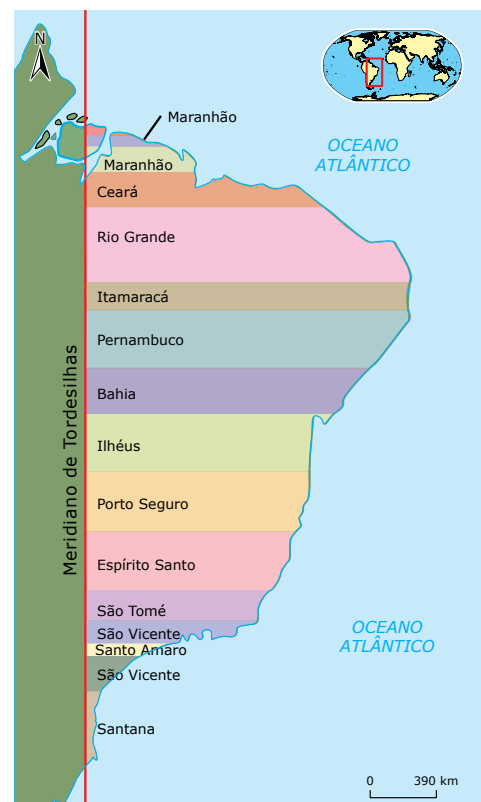 N
Maranhão
OCEANO
ATLÂNTICO
Maranhão
Ceará
Rio Grande
Itamaracá
Pernambuco
Bahia
Ilhéus
Porto Seguro
Espírito Santo
São Tomé
São Vicente
Santo Amaro
São Vicente
Santana
Meridiano de Tordesilhas
OCEANO
ATLÂNTICO
0 390 km